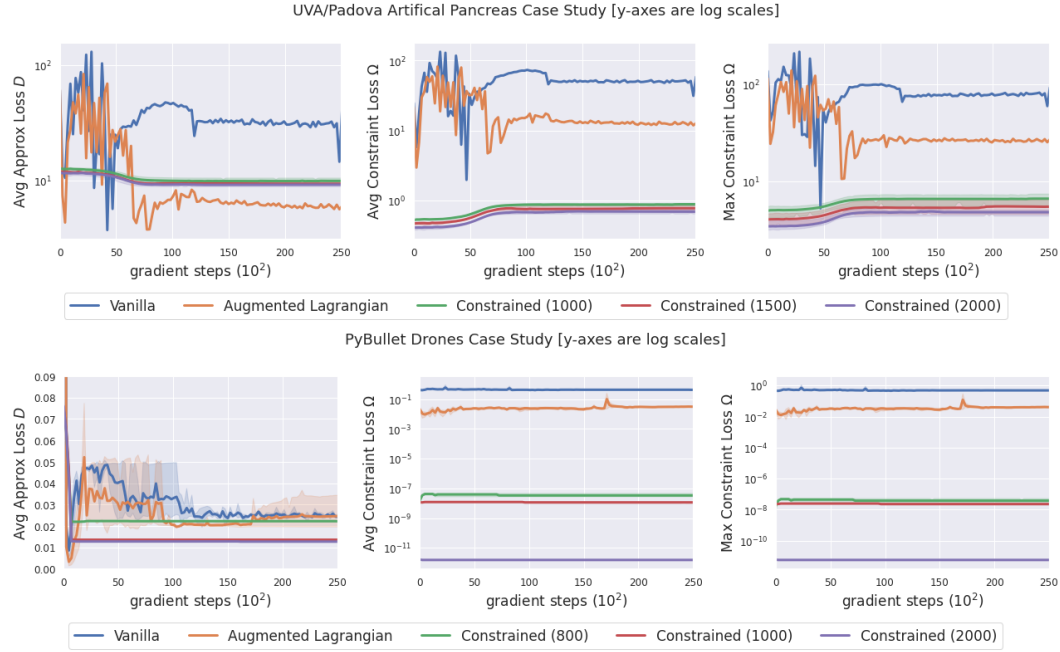 UVA/Padova Artifical Pancreas Case Study [y-axes are log scales]
Avg Approx Loss D
10²
10¹
0 50 100 150 200 250
gradient steps (10²)
Avg Constraint Loss Ω
10²
10¹
10⁰
0 50 100 150 200 250
gradient steps (10²)
Max Constraint Loss Ω
10²
10¹
0 50 100 150 200 250
gradient steps (10²)
Vanilla Augmented Lagrangian Constrained (1000) Constrained (1500) Constrained (2000)
PyBullet Drones Case Study [y-axes are log scales]
Avg Approx Loss D
0.09
0.08
0.07
0.06
0.05
0.04
0.03
0.02
0.01
0.00
0 50 100 150 200 250
gradient steps (10²)
Avg Constraint Loss Ω
10⁻¹
10⁻³
10⁻⁵
10⁻⁷
10⁻⁹
10⁻¹¹
0 50 100 150 200 250
gradient steps (10²)
Max Contraint Loss Ω
10⁰
10⁻²
10⁻⁴
10⁻⁶
10⁻⁸
10⁻¹⁰
0 50 100 150 200 250
gradient steps (10²)
Vanilla Augmented Lagrangian Constrained (800) Constrained (1000) Constrained (2000)